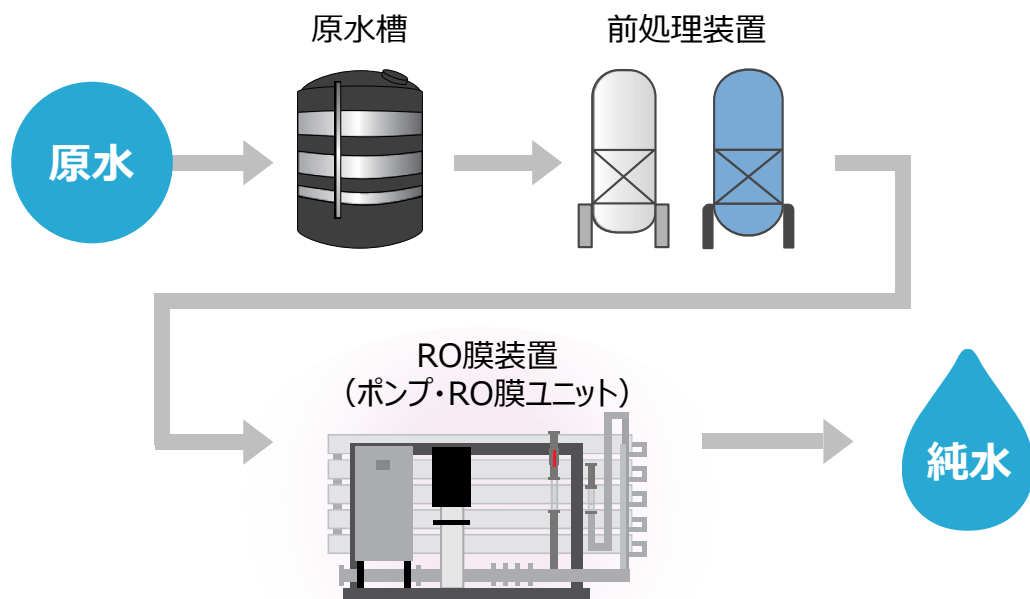 原水槽
前処理装置
原水
RO膜装置
（ポンプ・RO膜ユニット）
純水